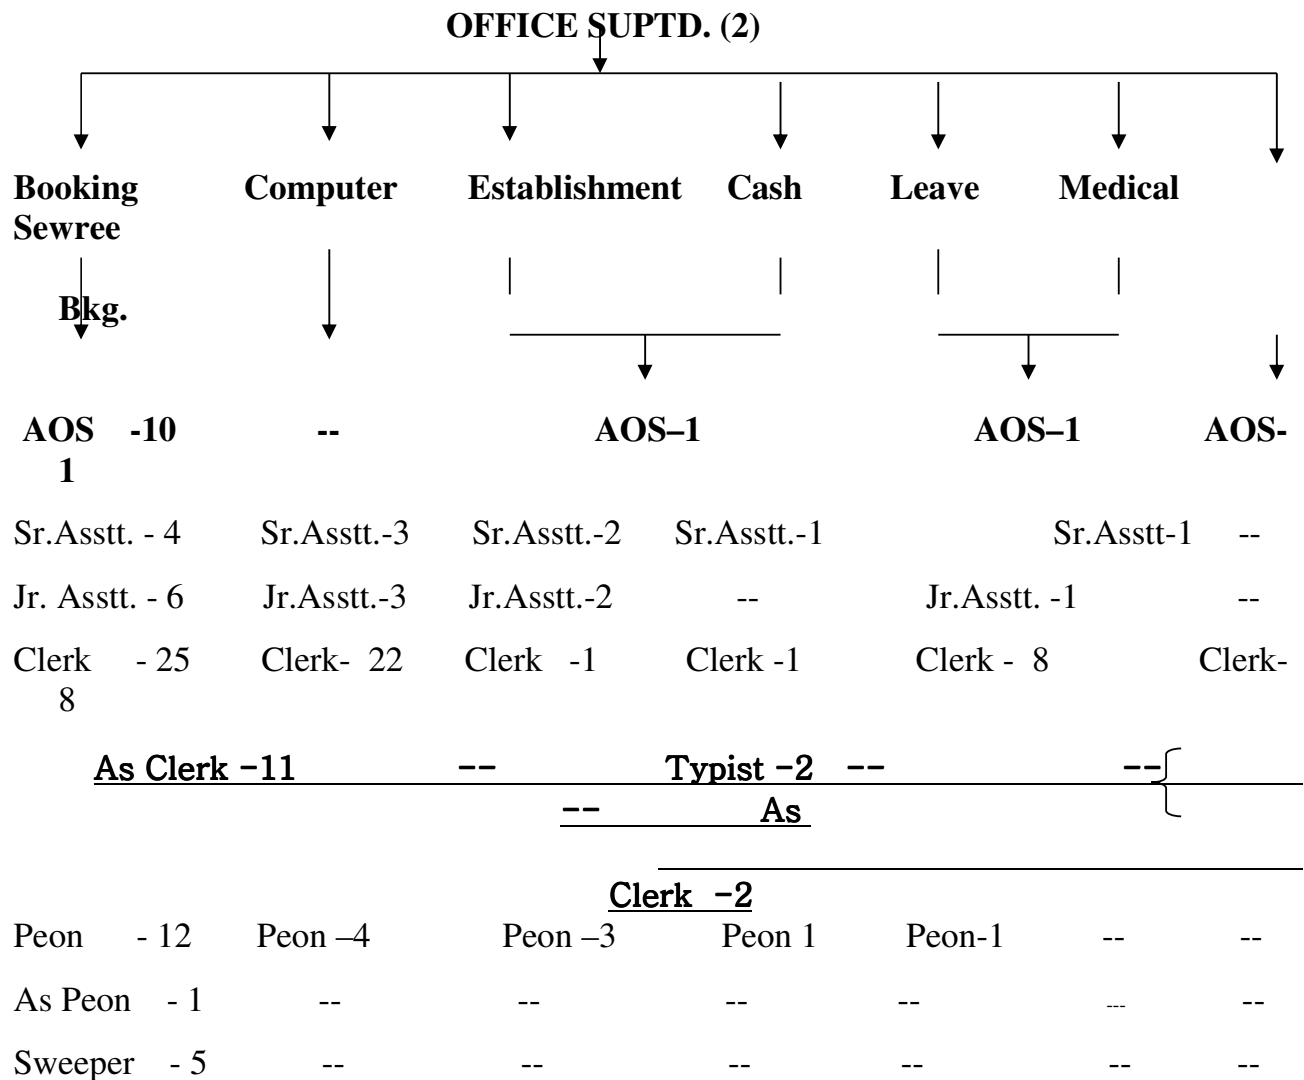 OFFICE SUPTD. (2)
Booking Computer Establishment Cash Leave Medical
Sewree
Bkg.
AOS -10 -- AOS–1 AOS–1 AOS-
1
Sr.Asstt. - 4 Sr.Asstt.-3 Sr.Asstt.-2 Sr.Asstt.-1 Sr.Asstt-1 --
Jr. Asstt. - 6 Jr.Asstt.-3 Jr.Asstt.-2 -- Jr.Asstt. -1 --
Clerk - 25 Clerk- 22 Clerk -1 Clerk -1 Clerk - 8 Clerk-
8
As Clerk -11 -- Typist -2 -- --
-- As
Clerk -2
Peon - 12 Peon –4 Peon –3 Peon 1 Peon-1 -- --
As Peon - 1 -- -- -- -- --- --
Sweeper - 5 -- -- -- -- -- --